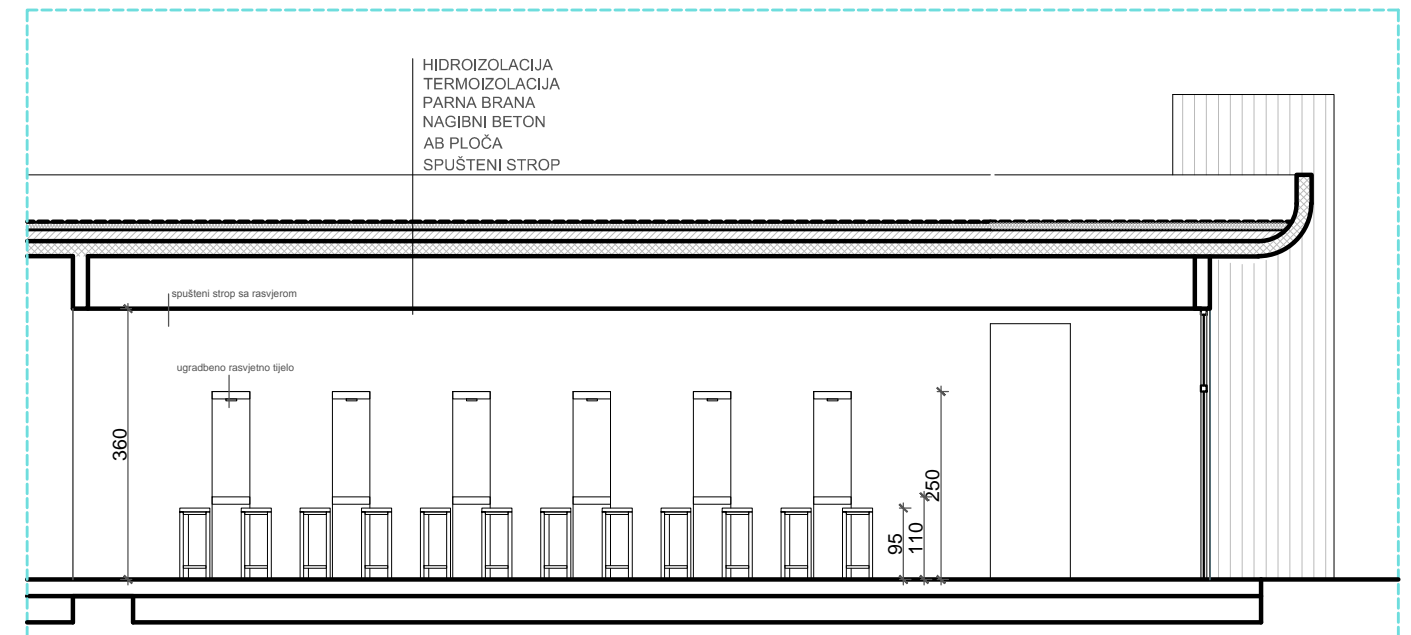 HIDROIZOLACIJA
TERMOIZOLACIJA
PARNA BRANA
NAGIBNI BETON
AB PLOČA
SPUŠTENI STROP
spušteni strop sa rasvjerom
ugradbeno rasvjetno tijelo
360
95
110
250